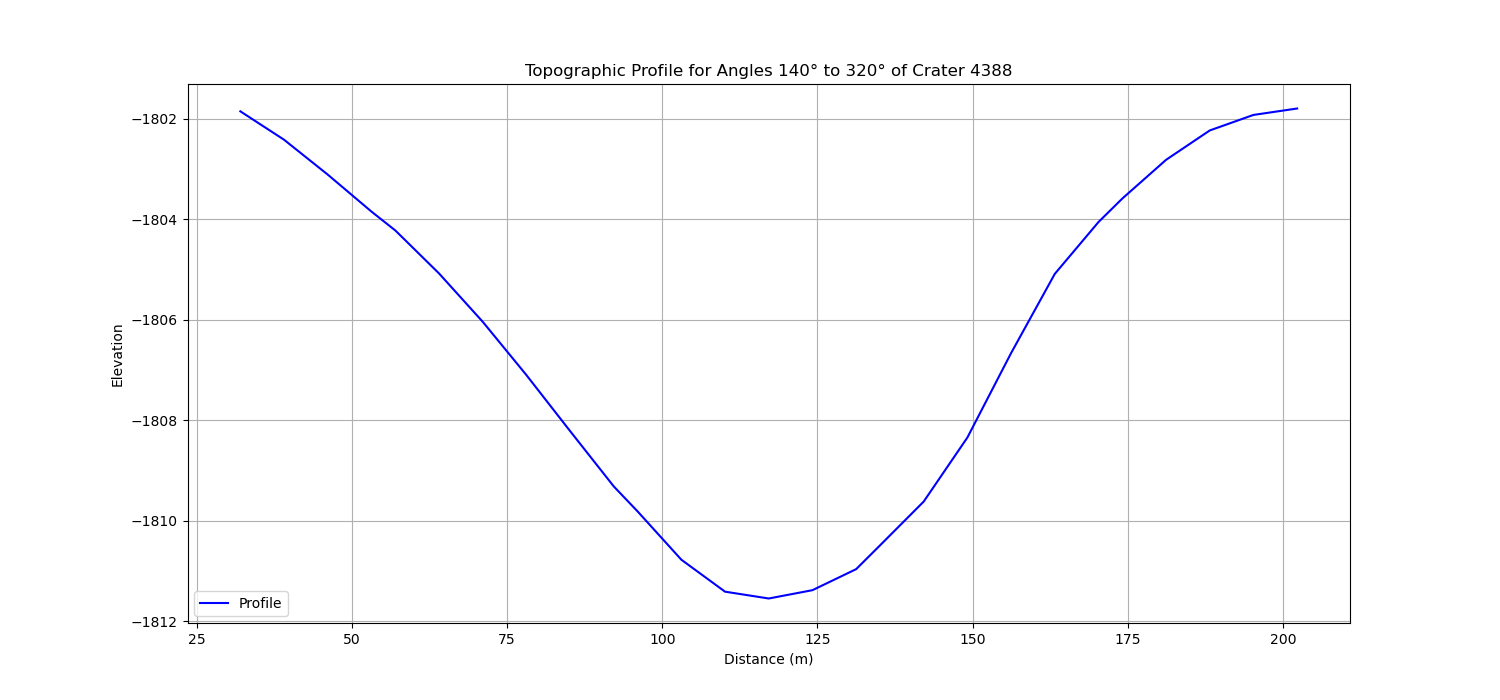 Topographic Profile for Angles 140° to 320° of Crater 4388
−1802
−1804
−1806
−1808
−1810
−1812
Elevation
Profile
25 50 75 100 125 150 175 200
Distance (m)